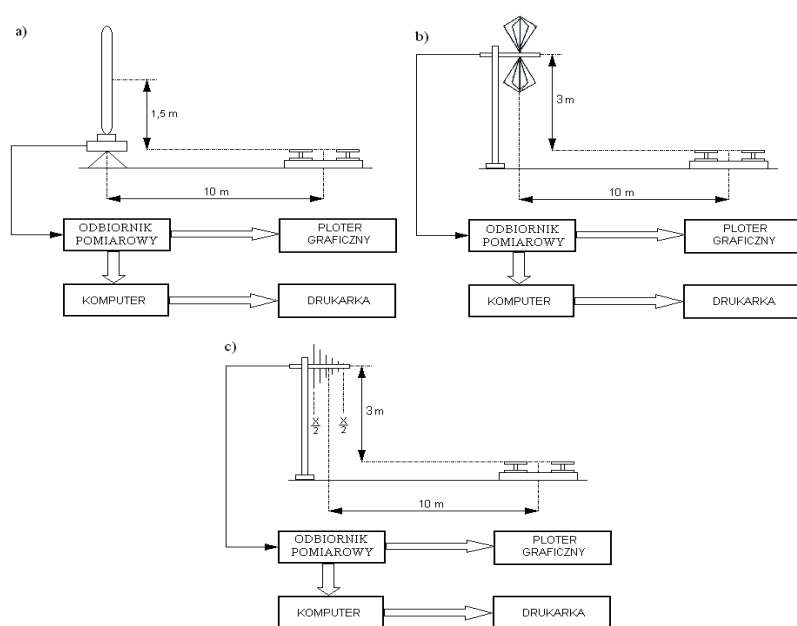 a)
1,5 m
10 m
ODBIORNIK
POMIAROWY
PLOTER
GRAFICZNY
KOMPUTER
DRUKARKA
b)
3 m
10 m
ODBIORNIK
POMIAROWY
PLOTER
GRAFICZNY
KOMPUTER
DRUKARKA
c)
3 m
X/2
X/2
10 m
ODBIORNIK
POMIAROWY
PLOTER
GRAFICZNY
KOMPUTER
DRUKARKA